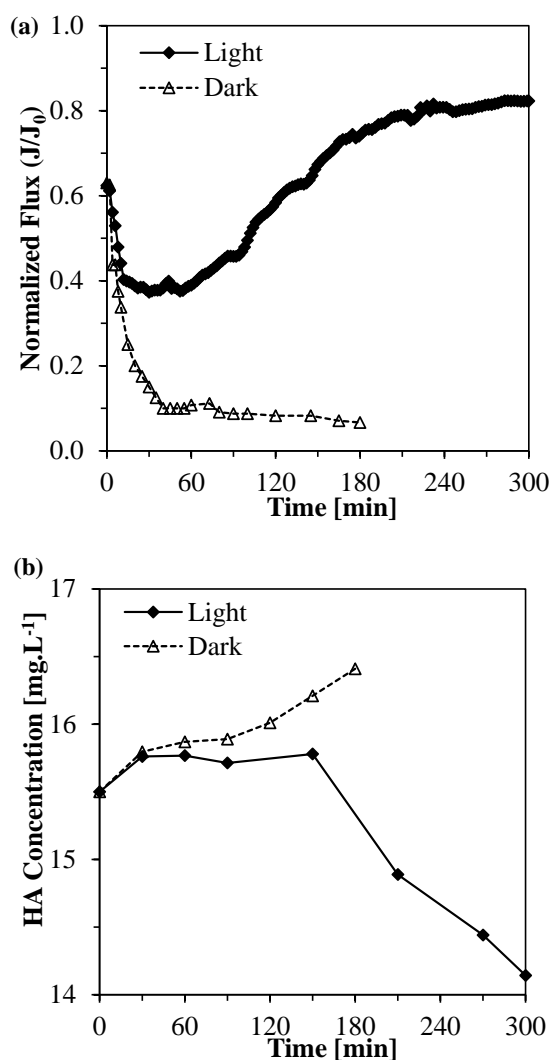 (a)
1.0
0.8
0.6
0.4
0.2
0.0
Normalized Flux (J/J₀)
Light
Dark
0 60 120 180 240 300
Time [min]
(b)
17
16
15
14
HA Concentration [mg.L⁻¹]
Light
Dark
0 60 120 180 240 300
Time [min]